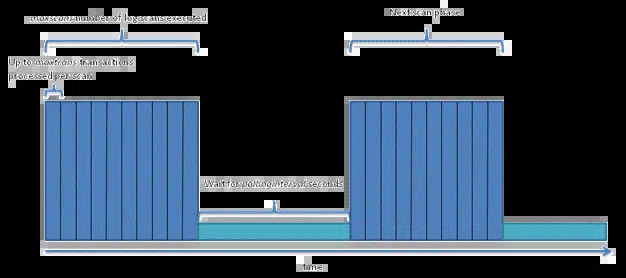 maxscans number of log scans executed
Next scan phase
Up to maxtrans transactions
processed per scan
Wait for pollinginterval seconds
time